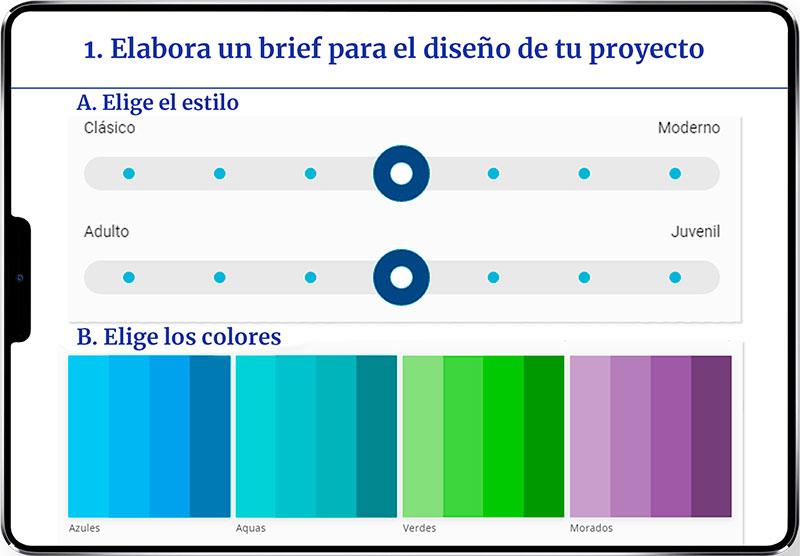 1. Elabora un brief para el diseño de tu proyecto
A. Elige el estilo
Clásico Moderno
Adulto Juvenil
B. Elige los colores
Azules Aquas Verdes Morados